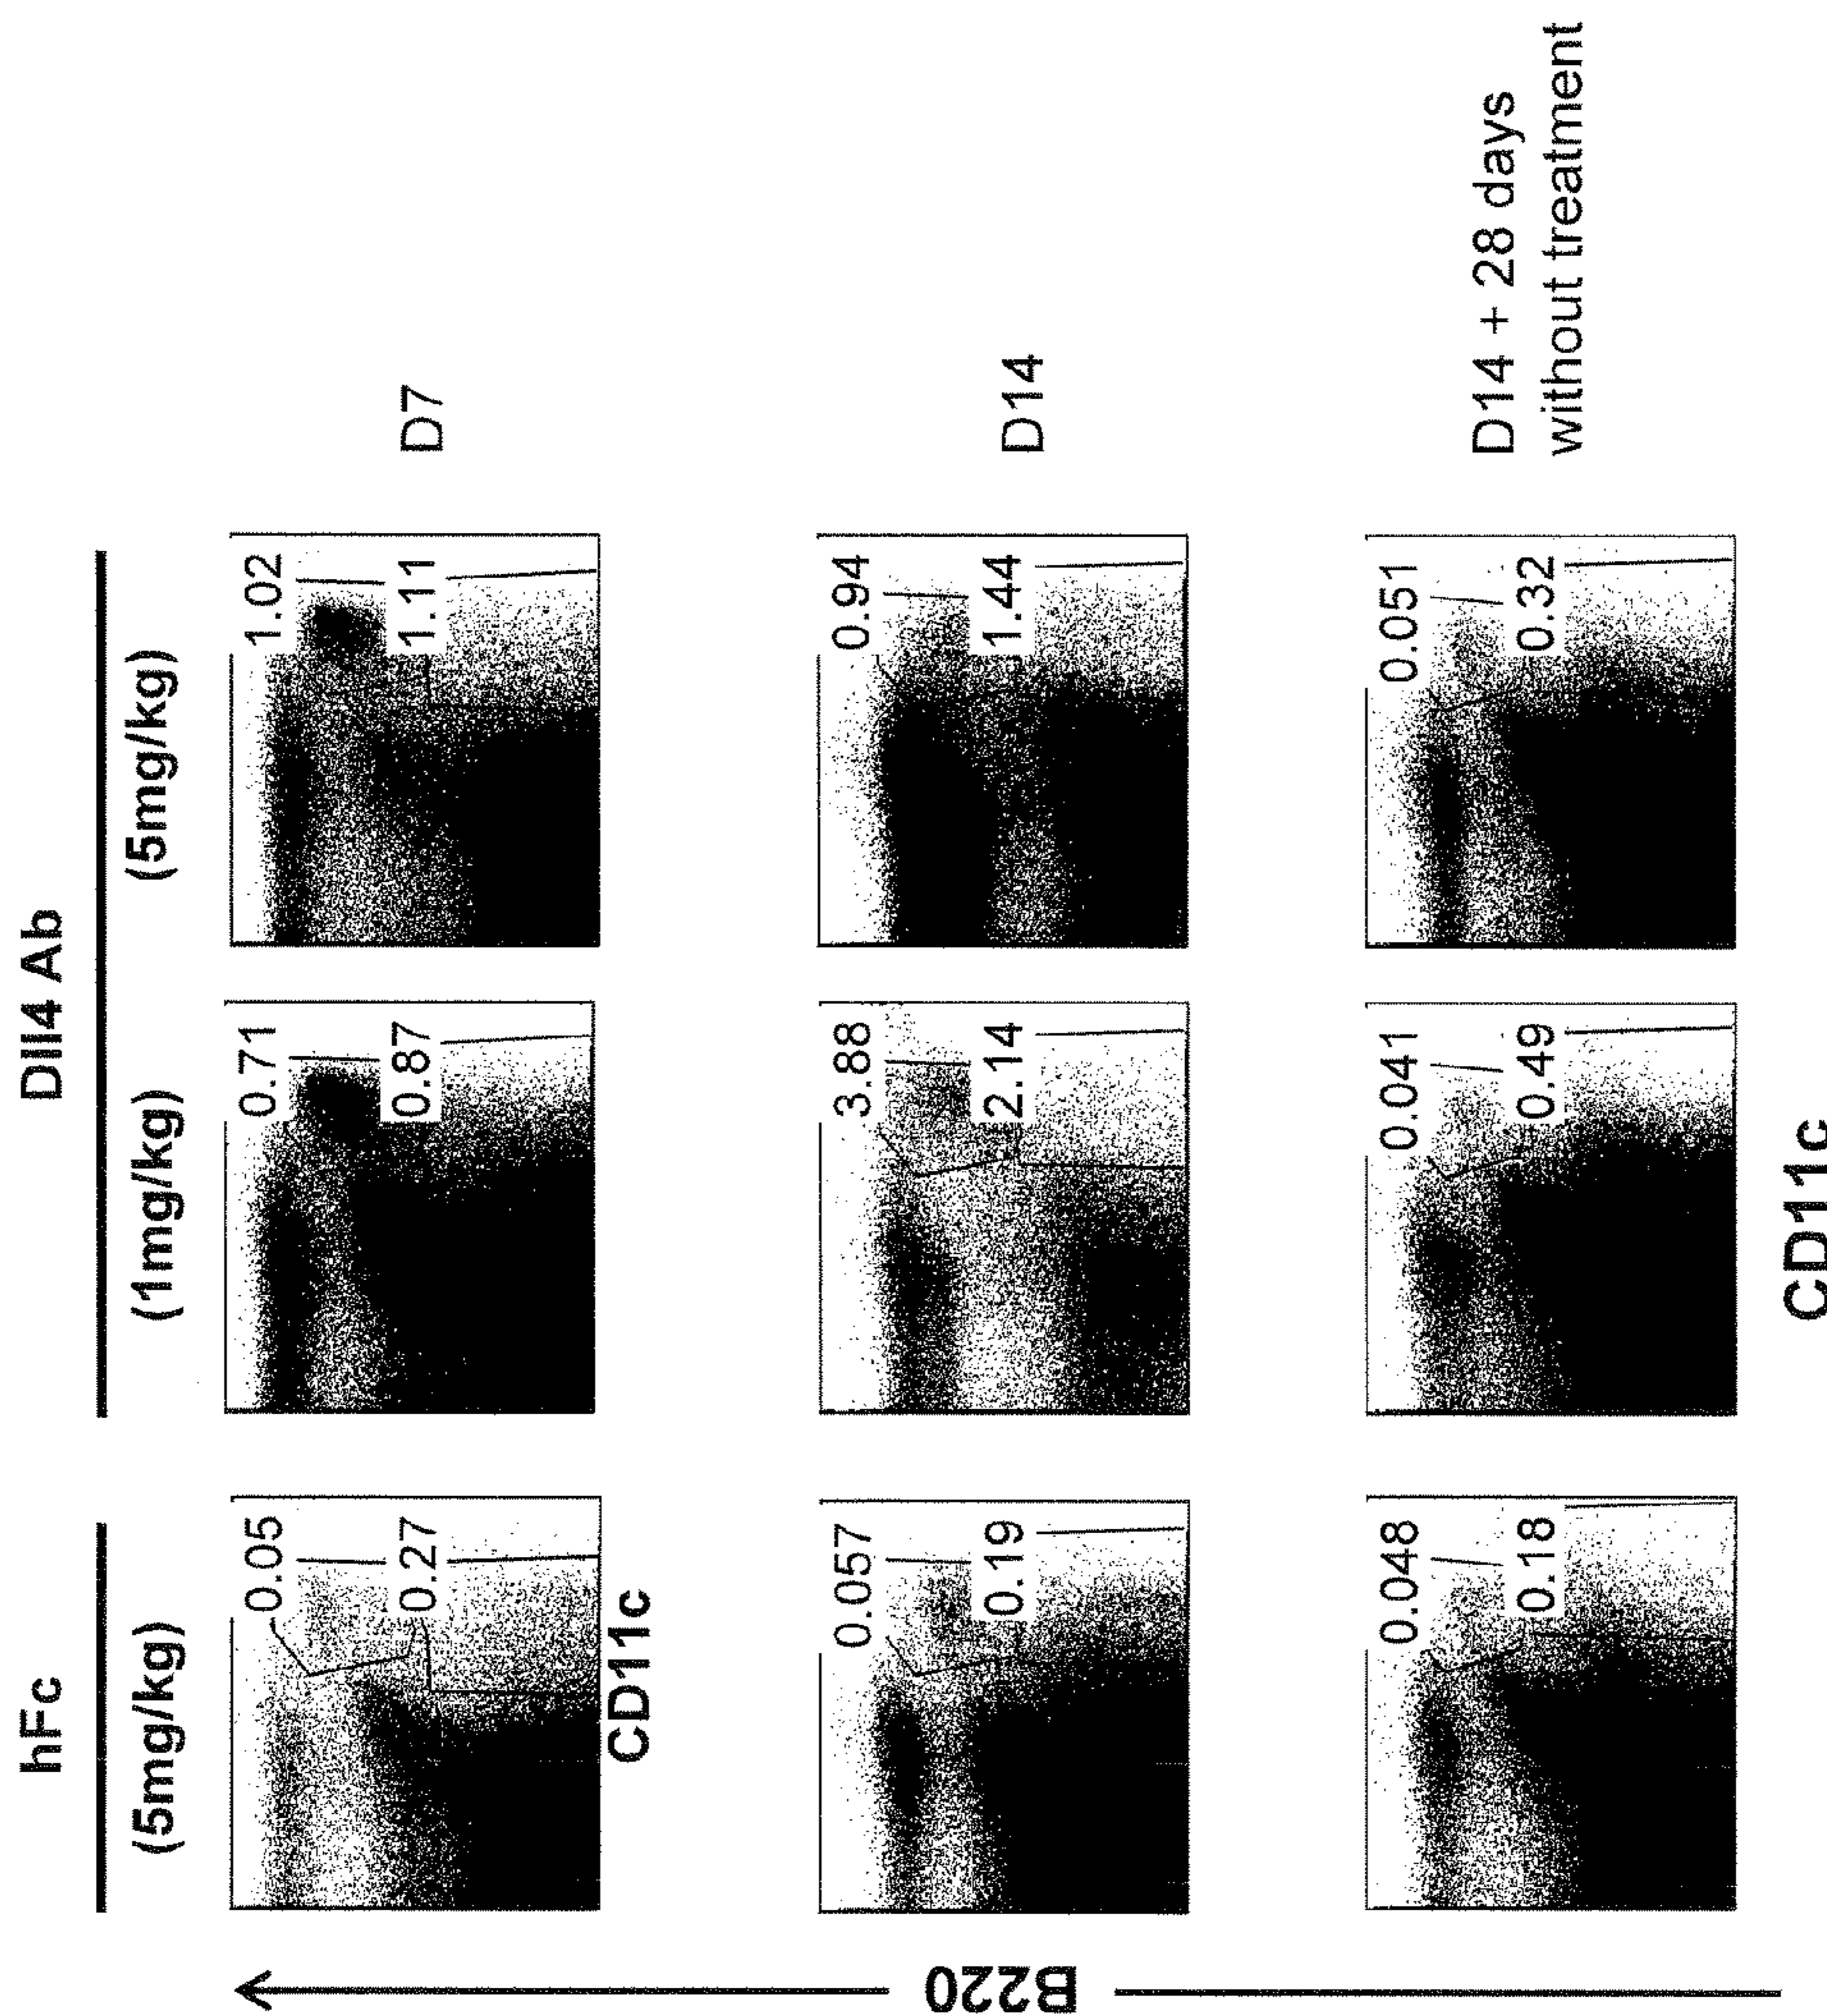 hFc
Dll4 Ab
(5mg/kg)
(1mg/kg)
(5mg/kg)
0.05
0.27
0.71
0.87
1.02
1.11
D7
CD11c
0.057
0.19
3.88
2.14
0.94
1.44
D14
0.048
0.18
0.041
0.49
0.051
0.32
D14 + 28 days
without treatment
B220
CD11c